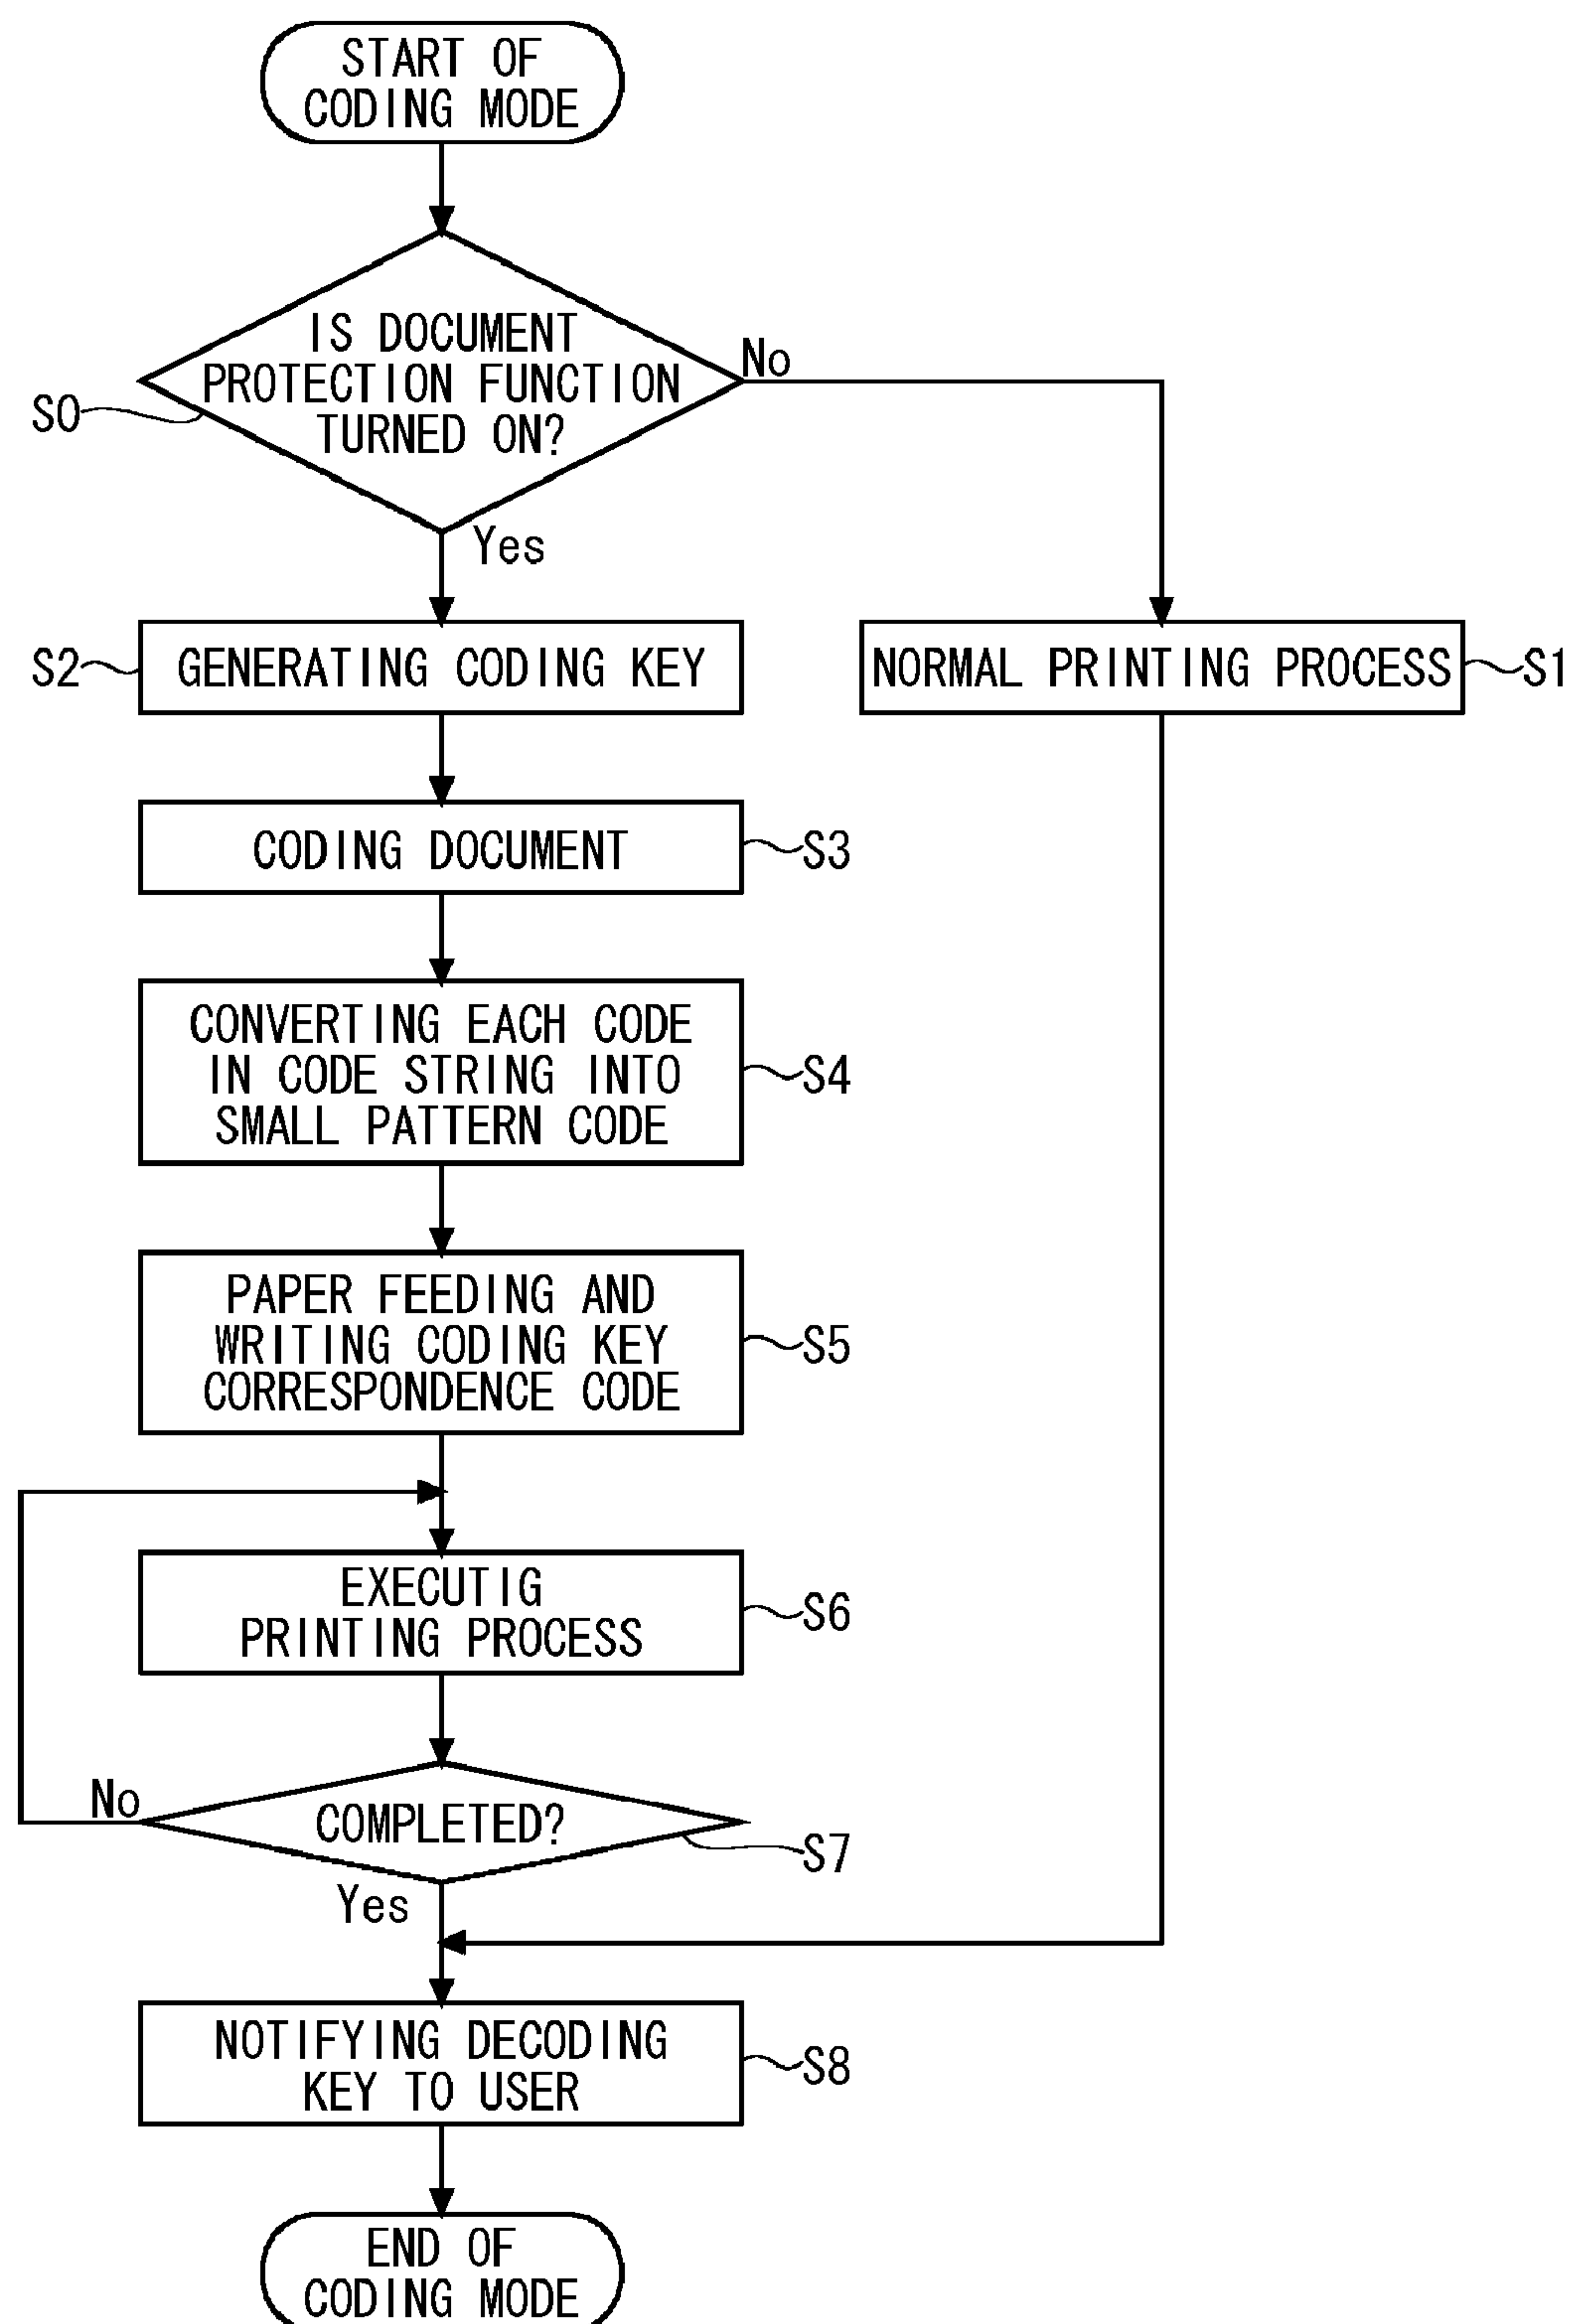 START OF
CODING MODE
IS DOCUMENT
PROTECTION FUNCTION
TURNED ON?
No
S0
Yes
S2
GENERATING CODING KEY
NORMAL PRINTING PROCESS
S1
CODING DOCUMENT
S3
CONVERTING EACH CODE
IN CODE STRING INTO
SMALL PATTERN CODE
S4
PAPER FEEDING AND
WRITING CODING KEY
CORRESPONDENCE CODE
S5
EXECUTIG
PRINTING PROCESS
S6
No
COMPLETED?
S7
Yes
NOTIFYING DECODING
KEY TO USER
S8
END OF
CODING MODE